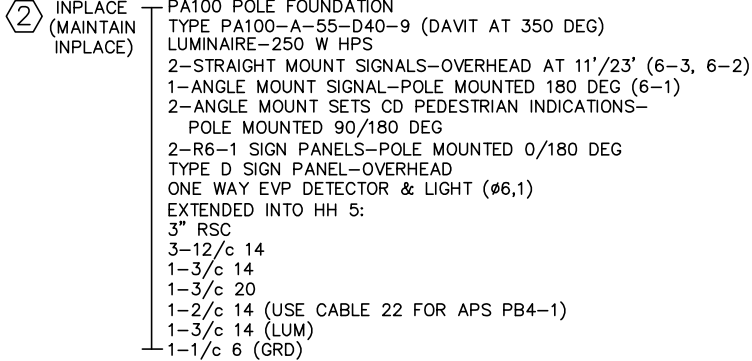 2 INPLACE (MAINTAIN INPLACE)
PA100 POLE FOUNDATION
TYPE PA100-A-55-D40-9 (DAVIT AT 350 DEG)
LUMINAIRE-250 W HPS
2-STRAIGHT MOUNT SIGNALS-OVERHEAD AT 11'/23' (6-3, 6-2)
1-ANGLE MOUNT SIGNAL-POLE MOUNTED 180 DEG (6-1)
2-ANGLE MOUNT SETS CD PEDESTRIAN INDICATIONS-
POLE MOUNTED 90/180 DEG
2-R6-1 SIGN PANELS-POLE MOUNTED 0/180 DEG
TYPE D SIGN PANEL-OVERHEAD
ONE WAY EVP DETECTOR & LIGHT (ø6,1)
EXTENDED INTO HH 5:
3" RSC
3-12/c 14
1-3/c 14
1-3/c 20
1-2/c 14 (USE CABLE 22 FOR APS PB4-1)
1-3/c 14 (LUM)
1-1/c 6 (GRD)